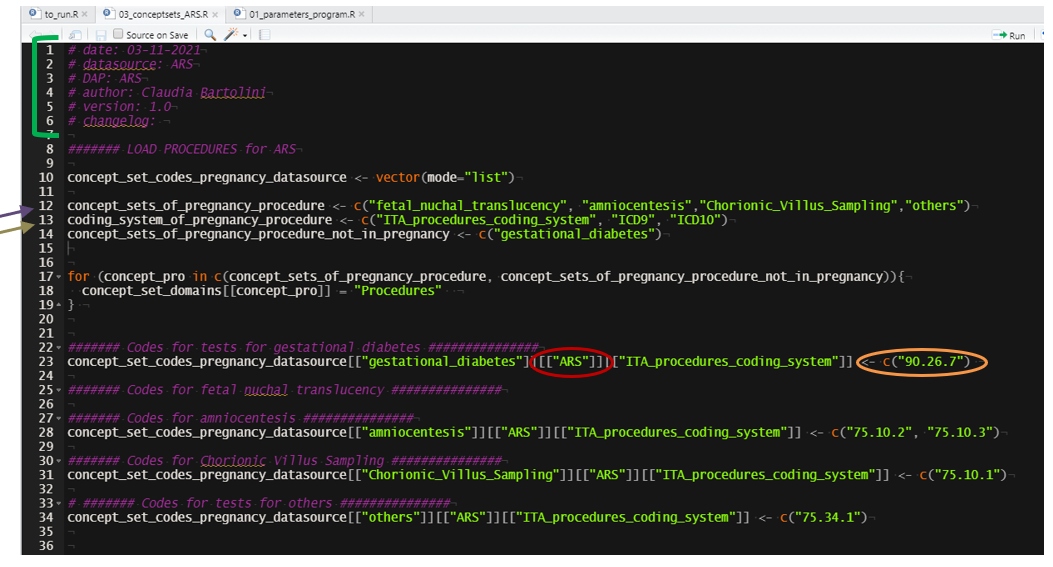 to_run.R × 03_conceptsets_ARS.R × 01_parameters_program.R ×
Source on Save Run
1 # date: 03-11-2021
2 # datasource: ARS
3 # DAP: ARS
4 # author: Claudia Bartolini
5 # version: 1.0
6 # changelog:
7
8 ####### LOAD PROCEDURES for ARS
9
10 concept_set_codes_pregnancy_datasource <- vector(mode="list")
11
12 concept_sets_of_pregnancy_procedure <- c("fetal_nuchal_translucency", "amniocentesis","Chorionic_Villus_Sampling","others")
13 coding_system_of_pregnancy_procedure <- c("ITA_procedures_coding_system", "ICD9", "ICD10")
14 concept_sets_of_pregnancy_procedure_not_in_pregnancy <- c("gestational_diabetes")
15
16
17 for (concept_pro in c(concept_sets_of_pregnancy_procedure, concept_sets_of_pregnancy_procedure_not_in_pregnancy)){
18 concept_set_domains[[concept_pro]] = "Procedures"
19 }
20
21
22 ####### Codes for tests for gestational diabetes ###############
23 concept_set_codes_pregnancy_datasource[["gestational_diabetes"]][["ARS"]][["ITA_procedures_coding_system"]] <- c("90.26.7")
24
25 ####### Codes for fetal nuchal translucency ###############
26
27 ####### Codes for amniocentesis ###############
28 concept_set_codes_pregnancy_datasource[["amniocentesis"]][["ARS"]][["ITA_procedures_coding_system"]] <- c("75.10.2", "75.10.3")
29
30 ####### Codes for Chorionic Villus Sampling ###############
31 concept_set_codes_pregnancy_datasource[["Chorionic_Villus_Sampling"]][["ARS"]][["ITA_procedures_coding_system"]] <- c("75.10.1")
32
33 # ####### Codes for tests for others ###############
34 concept_set_codes_pregnancy_datasource[["others"]][["ARS"]][["ITA_procedures_coding_system"]] <- c("75.34.1")
35
36